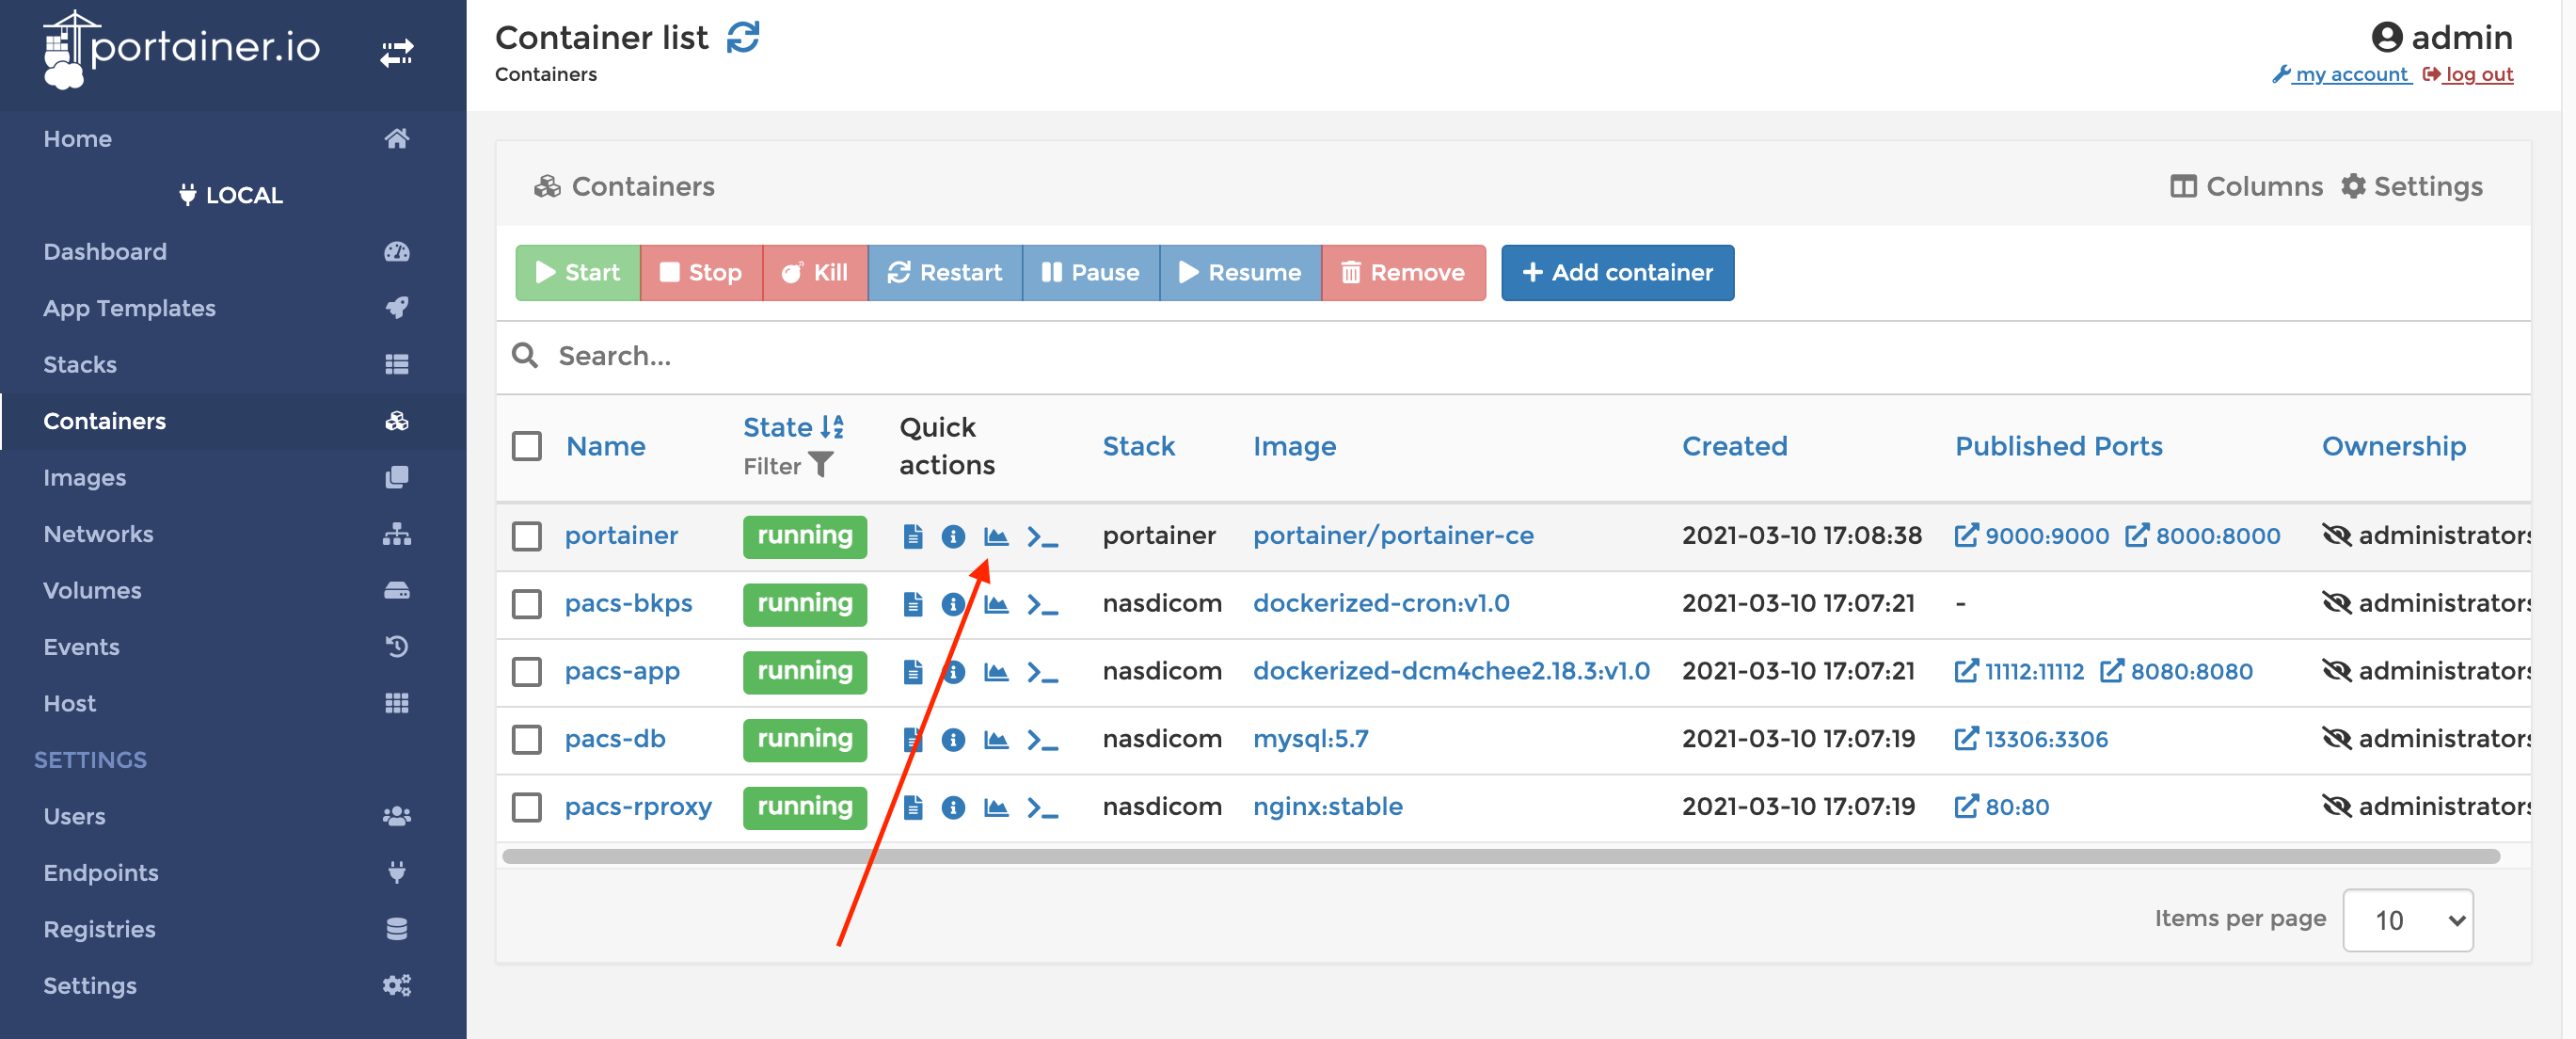 portainer.io
Home
LOCAL
Dashboard
App Templates
Stacks
Containers
Images
Networks
Volumes
Events
Host
SETTINGS
Users
Endpoints
Registries
Settings
Container list
Containers
admin
my account log out
Containers
Columns Settings
Start Stop Kill Restart Pause Resume Remove Add container
Search...
Name State Filter Quick actions Stack Image Created Published Ports Ownership
portainer running portainer portainer/portainer-ce 2021-03-10 17:08:38 9000:9000 8000:8000 administrators
pacs-bkps running nasdicom dockerized-cron:v1.0 2021-03-10 17:07:21 - administrators
pacs-app running nasdicom dockerized-dcm4chee2.18.3:v1.0 2021-03-10 17:07:21 11112:11112 8080:8080 administrators
pacs-db running nasdicom mysql:5.7 2021-03-10 17:07:19 13306:3306 administrators
pacs-rproxy running nasdicom nginx:stable 2021-03-10 17:07:19 80:80 administrators
Items per page 10